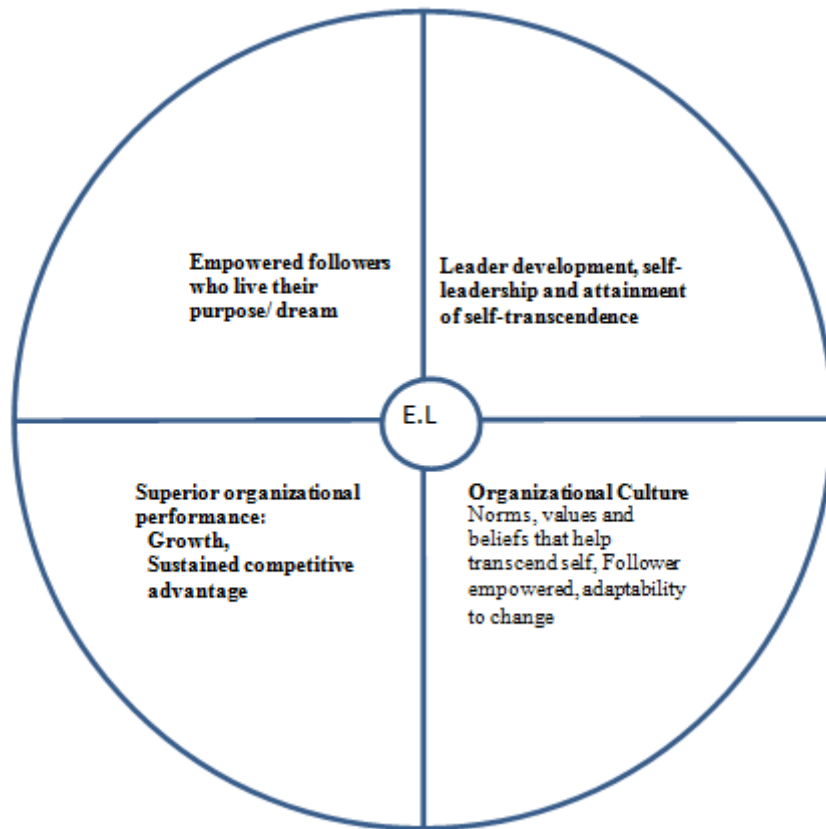 Empowered followers
who live their
purpose/ dream
Leader development, self-
leadership and attainment
of self-transcendence
E.L
Superior organizational
performance:
Growth,
Sustained competitive
advantage
Organizational Culture
Norms, values and
beliefs that help
transcend self, Follower
empowered, adaptability
to change